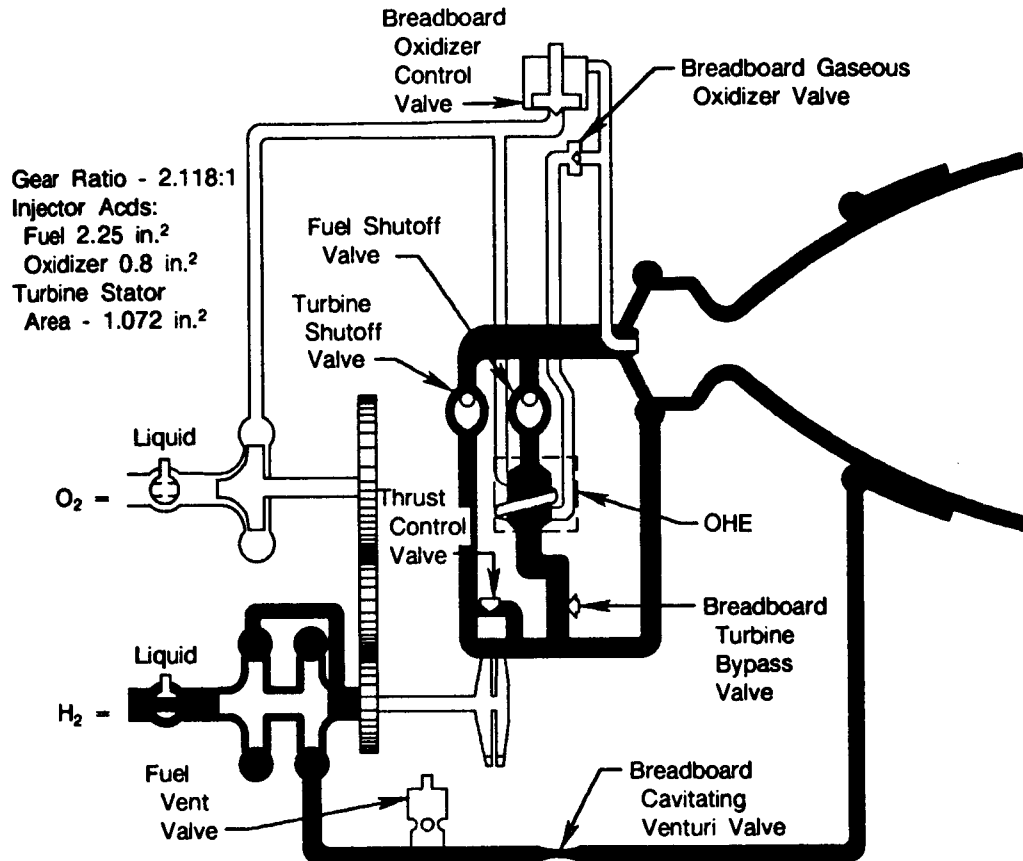 Breadboard
Oxidizer
Control
Valve
Breadboard Gaseous
Oxidizer Valve
Gear Ratio - 2.118:1
Injector Acds:
Fuel 2.25 in.²
Oxidizer 0.8 in.²
Turbine Stator
Area - 1.072 in.²
Fuel Shutoff
Valve
Turbine
Shutoff
Valve
Liquid
O₂ =
Thrust
Control
Valve
OHE
Breadboard
Turbine
Bypass
Valve
Liquid
H₂ =
Fuel
Vent
Valve
Breadboard
Cavitating
Venturi Valve